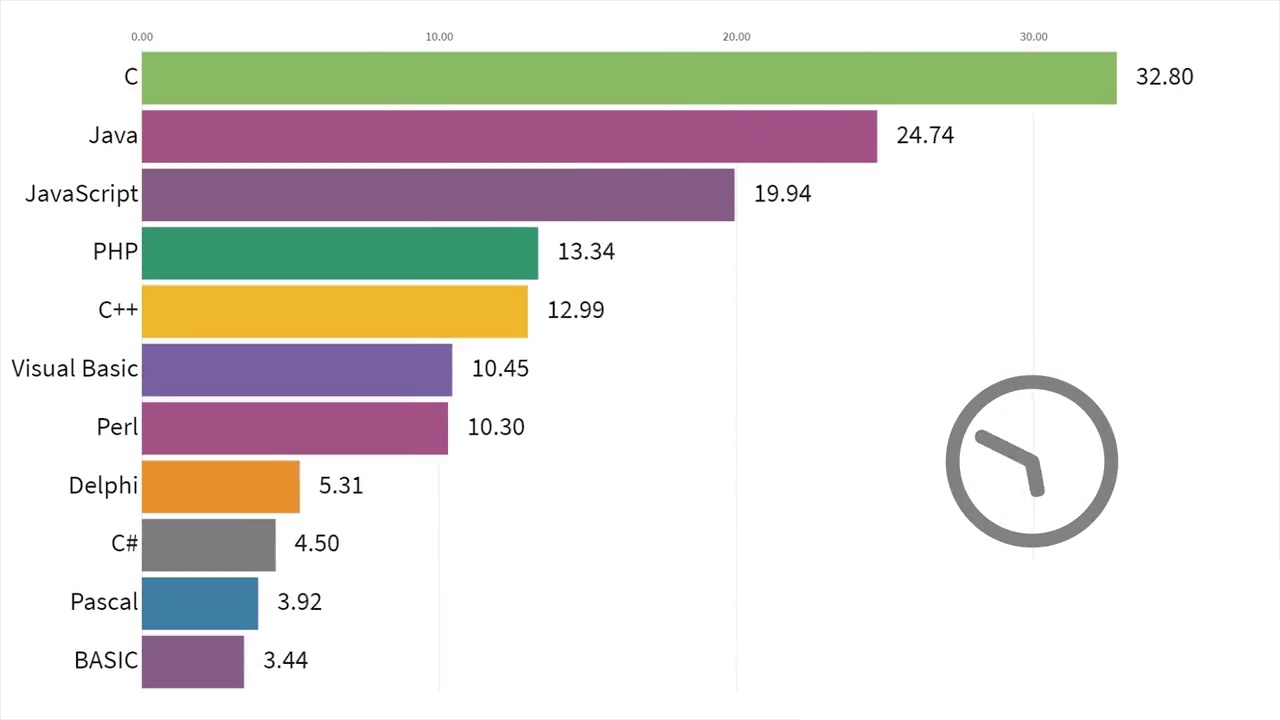 0.00 10.00 20.00 30.00
C 32.80
Java 24.74
JavaScript 19.94
PHP 13.34
C++ 12.99
Visual Basic 10.45
Perl 10.30
Delphi 5.31
C# 4.50
Pascal 3.92
BASIC 3.44